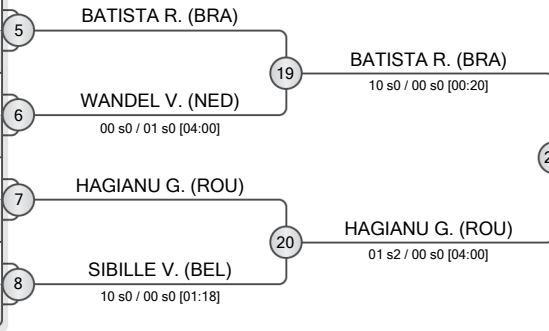 5
BATISTA R. (BRA)
19
BATISTA R. (BRA)
10 s0 / 00 s0 [00:20]
6
WANDEL V. (NED)
00 s0 / 01 s0 [04:00]
7
HAGIANU G. (ROU)
20
HAGIANU G. (ROU)
01 s2 / 00 s0 [04:00]
8
SIBILLE V. (BEL)
10 s0 / 00 s0 [01:18]